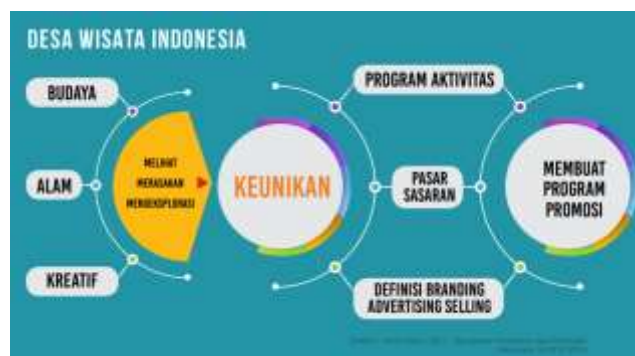 DESA WISATA INDONESIA
BUDAYA
ALAM
KREATIF
MELIHAT
MERASAKAN
MENGEKPLORASI
KEUNIKAN
PROGRAM AKTIVITAS
PASAR
SASARAN
DEFINISI BRANDING
ADVERTISING SELLING
MEMBUAT
PROGRAM
PROMOSI